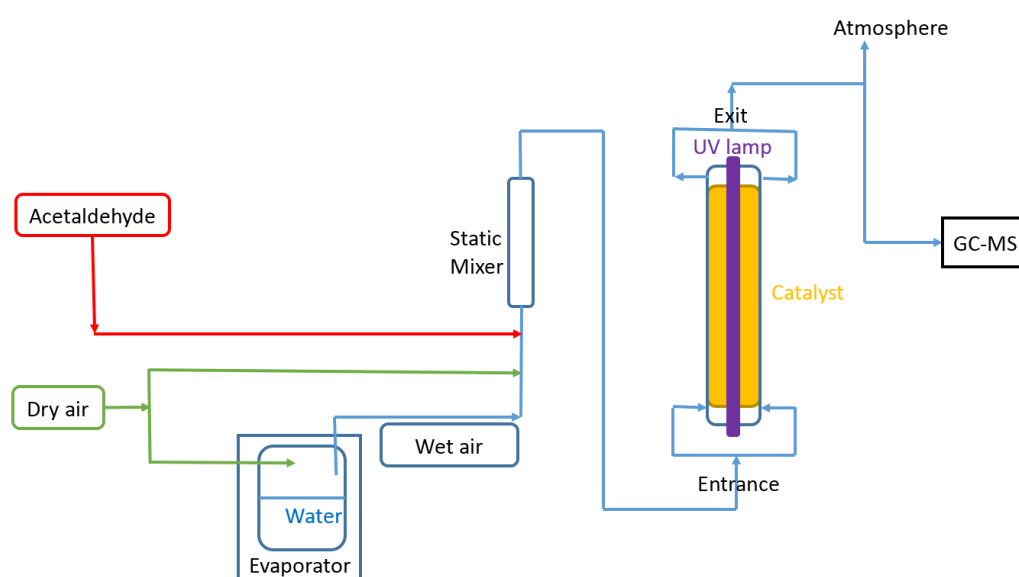 Atmosphere
Exit
UV lamp
Acetaldehyde
Static
Mixer
GC-MS
Catalyst
Dry air
Wet air
Entrance
Water
Evaporator